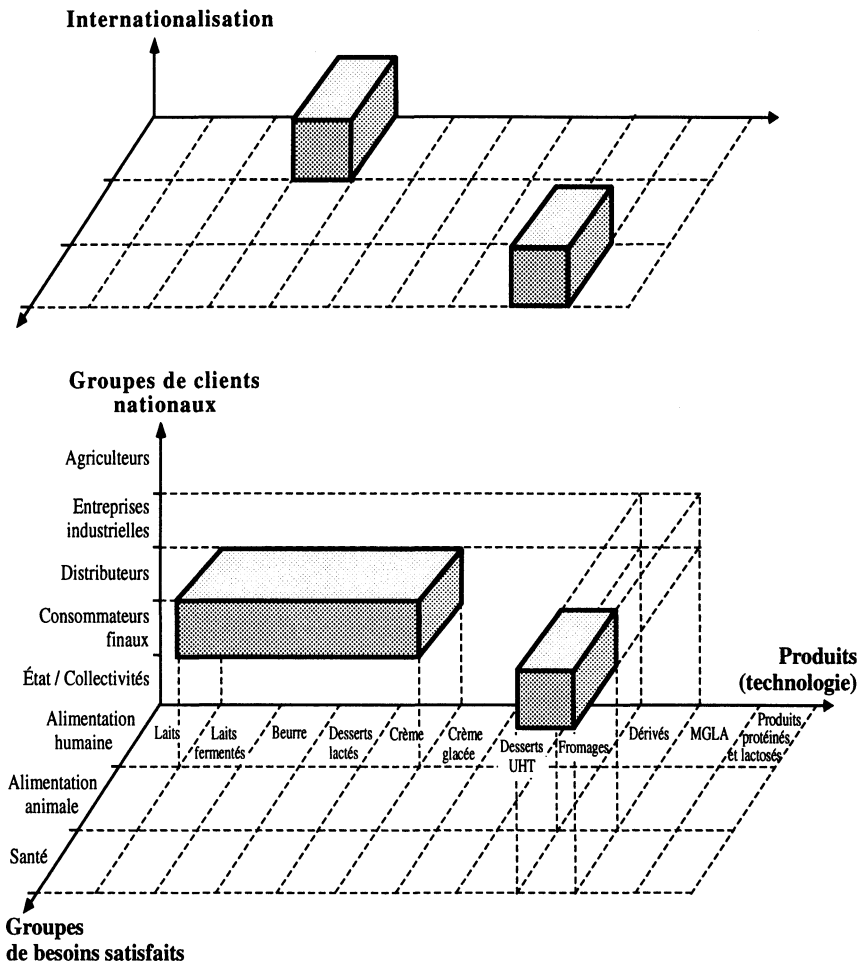 Internationalisation
Groupes de clients
nationaux
Agriculteurs
Entreprises
industrielles
Distributeurs
Consommateurs
finaux
État / Collectivités
Produits
(technologie)
Alimentation
humaine
Laits
Laits
fermentés
Beurre
Desserts
lactés
Crème
Crème
glacée
Desserts
UHT
Fromages
Dérivés
MGLA
Produits
protéinés
et lactosés
Alimentation
animale
Santé
Groupes
de besoins satisfaits